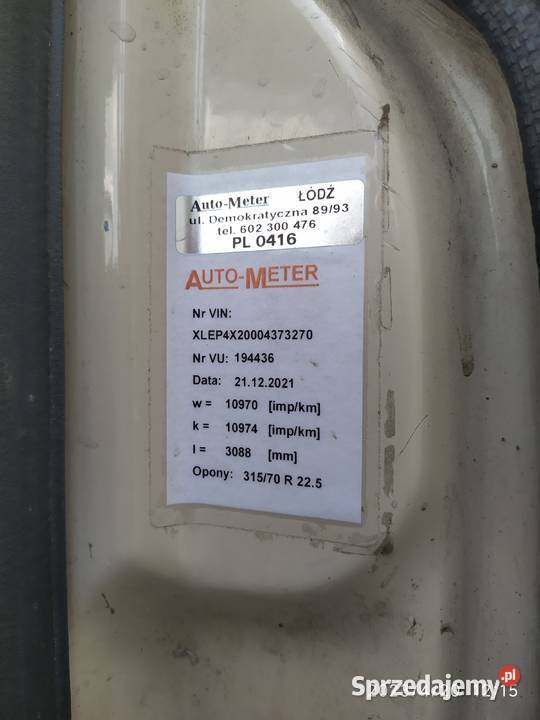 Auto-Meter ŁÓDŹ
ul. Demokratyczna 89/93
tel. 602 300 476
PL 0416
AUTO-METER
Nr VIN:
XLEP4X20004373270
Nr VU: 194436
Data: 21.12.2021
w = 10970 [imp/km]
k = 10974 [imp/km]
l = 3088 [mm]
Opony: 315/70 R 22.5
Sprzedajemy.pl
12:15